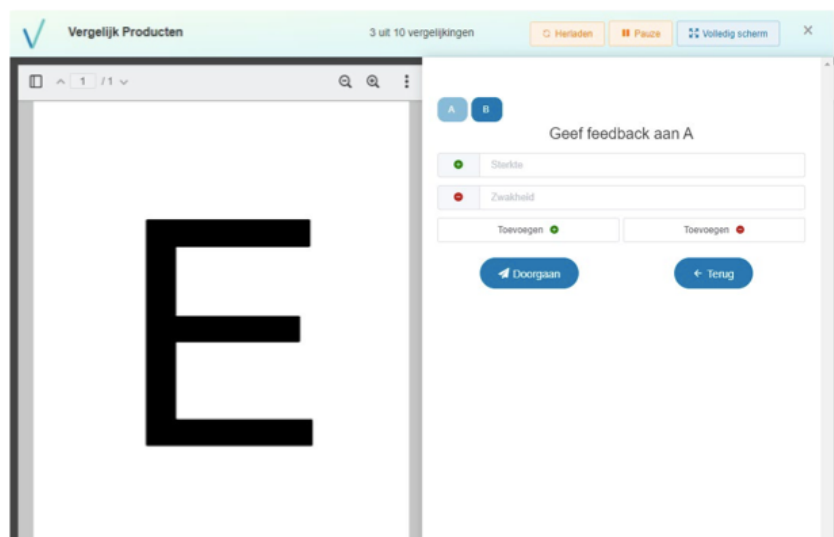 Vergelijk Producten
3 uit 10 vergelijkingen
Herladen
Pauze
Volledig scherm
1 / 1
E
A
B
Geef feedback aan A
Sterkte
Zwakheid
Toevoegen
Toevoegen
Doorgaan
Terug